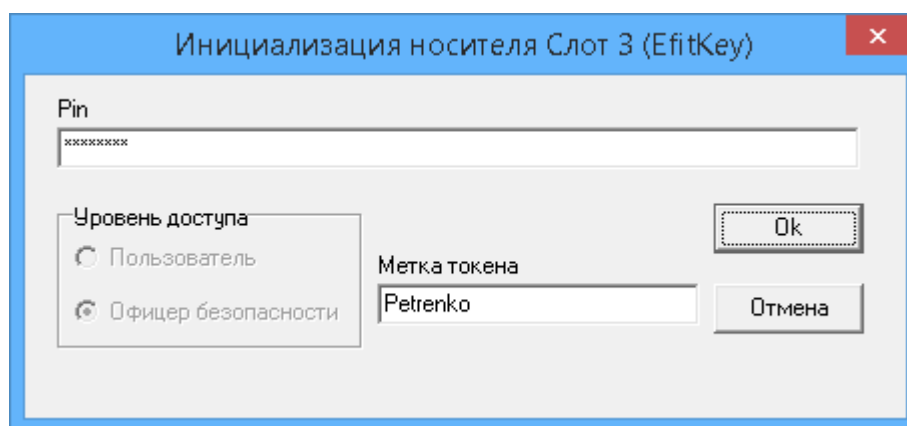 Инициализация носителя Слот 3 (EfitKey)
Pin
********
Уровень доступа
Пользователь
Офицер безопасности
Метка токена
Petrenko
Ok
Отмена